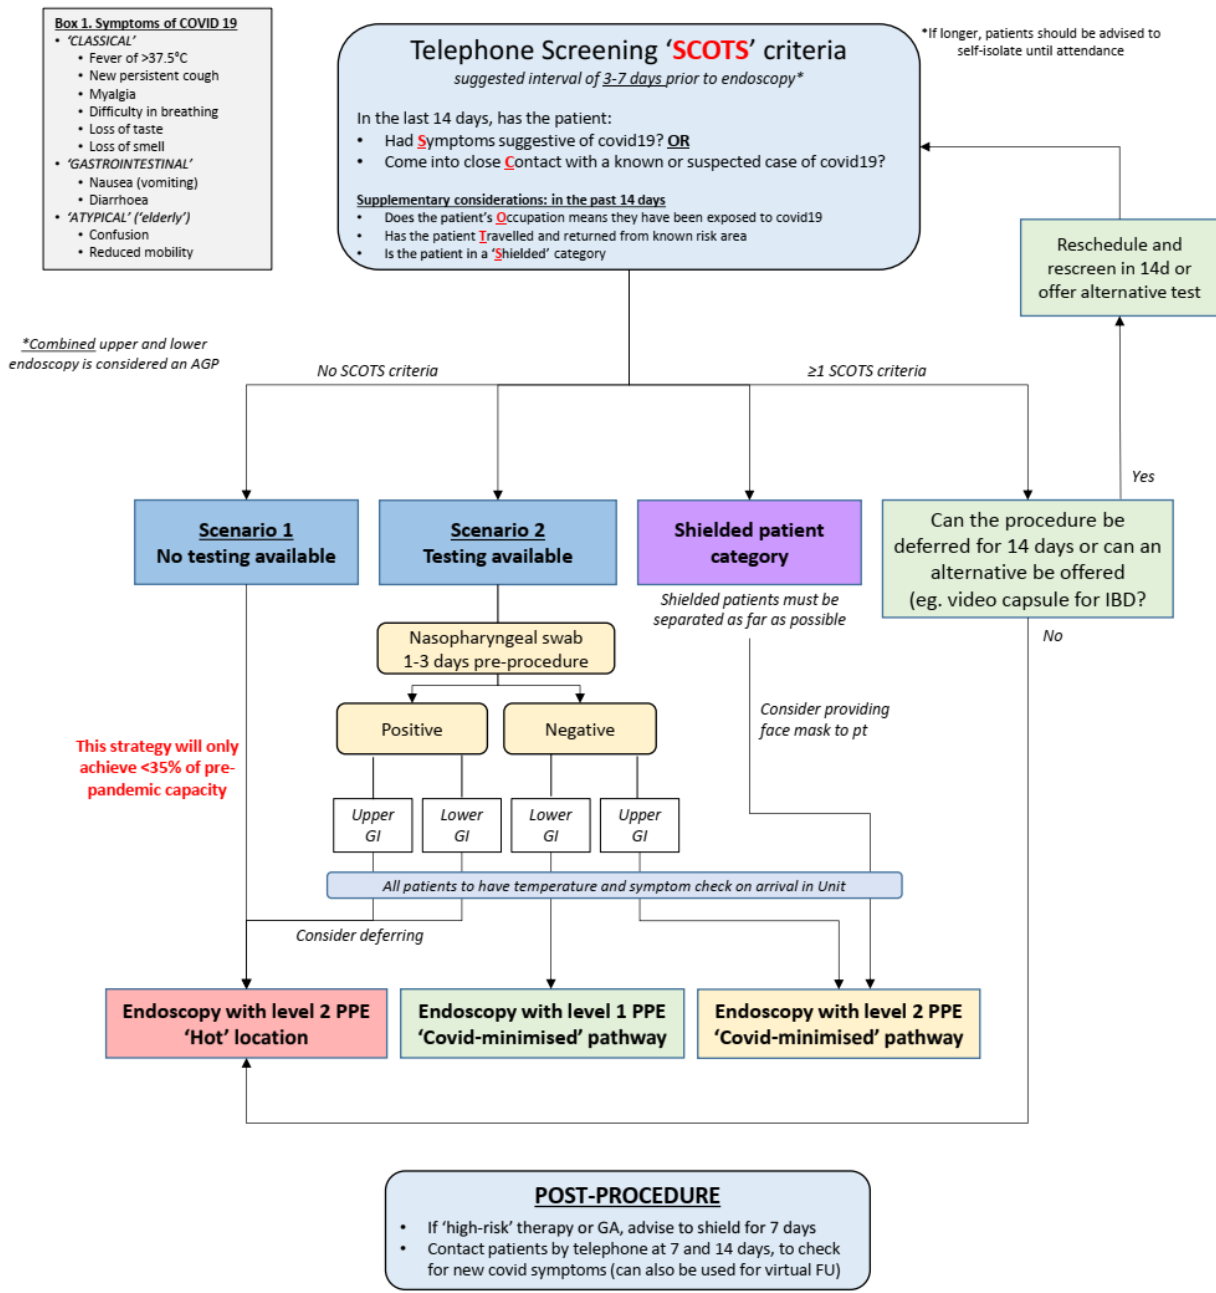 Box 1. Symptoms of COVID 19
• 'CLASSICAL'
• Fever of >37.5°C
• New persistent cough
• Myalgia
• Difficulty in breathing
• Loss of taste
• Loss of smell
• 'GASTROINTESTINAL'
• Nausea (vomiting)
• Diarrhoea
• 'ATYPICAL' ('elderly')
• Confusion
• Reduced mobility
Telephone Screening 'SCOTS' criteria
suggested interval of 3-7 days prior to endoscopy*
In the last 14 days, has the patient:
• Had Symptoms suggestive of covid19? OR
• Come into close Contact with a known or suspected case of covid19?
Supplementary considerations: in the past 14 days
• Does the patient's Occupation means they have been exposed to covid19
• Has the patient Travelled and returned from known risk area
• Is the patient in a 'Shielded' category
*If longer, patients should be advised to
self-isolate until attendance
Reschedule and
rescreen in 14d or
offer alternative test
*Combined upper and lower
endoscopy is considered an AGP
No SCOTS criteria
≥1 SCOTS criteria
Yes
Scenario 1
No testing available
Scenario 2
Testing available
Shielded patient
category
Can the procedure be
deferred for 14 days or can an
alternative be offered
(eg. video capsule for IBD?
Shielded patients must be
separated as far as possible
No
Nasopharyngeal swab
1-3 days pre-procedure
Positive
Negative
Consider providing
face mask to pt
This strategy will only
achieve <35% of pre-
pandemic capacity
Upper
GI
Lower
GI
Lower
GI
Upper
GI
All patients to have temperature and symptom check on arrival in Unit
Consider deferring
Endoscopy with level 2 PPE
'Hot' location
Endoscopy with level 1 PPE
'Covid-minimised' pathway
Endoscopy with level 2 PPE
'Covid-minimised' pathway
POST-PROCEDURE
• If 'high-risk' therapy or GA, advise to shield for 7 days
• Contact patients by telephone at 7 and 14 days, to check
for new covid symptoms (can also be used for virtual FU)